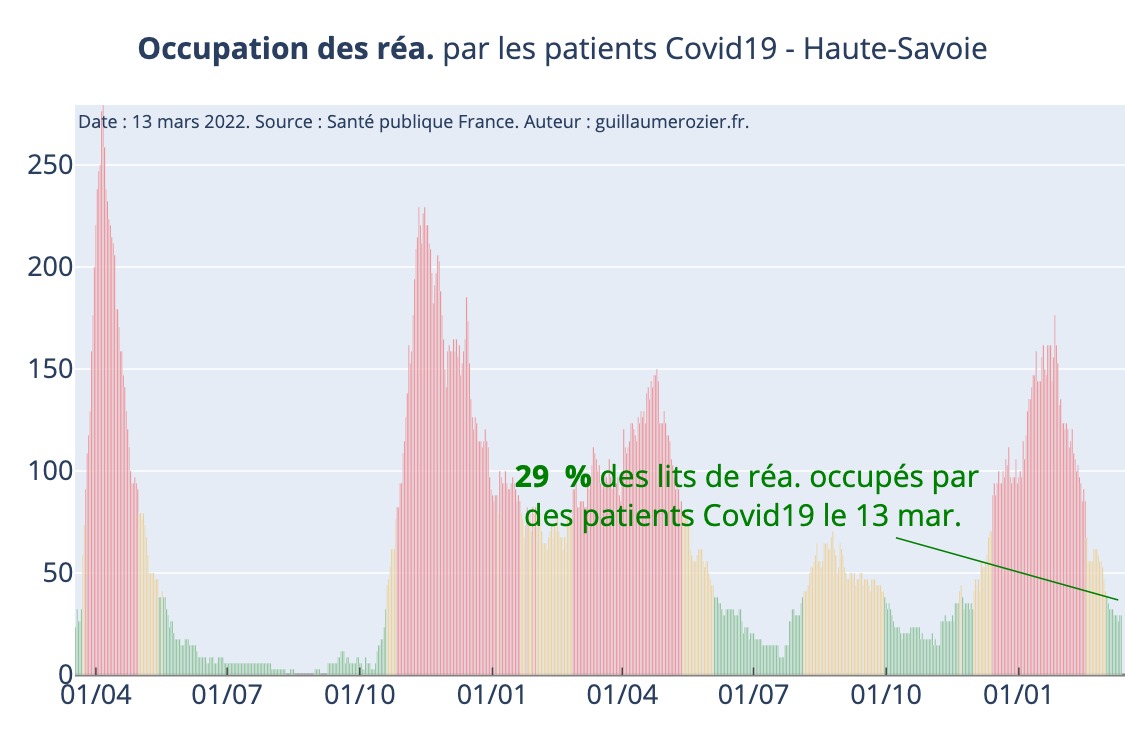 Occupation des réa. par les patients Covid19 - Haute-Savoie
Date : 13 mars 2022. Source : Santé publique France. Auteur : guillaumerozier.fr.
250
200
150
100
50
0
29 % des lits de réa. occupés par
des patients Covid19 le 13 mar.
01/04 01/07 01/10 01/01 01/04 01/07 01/10 01/01